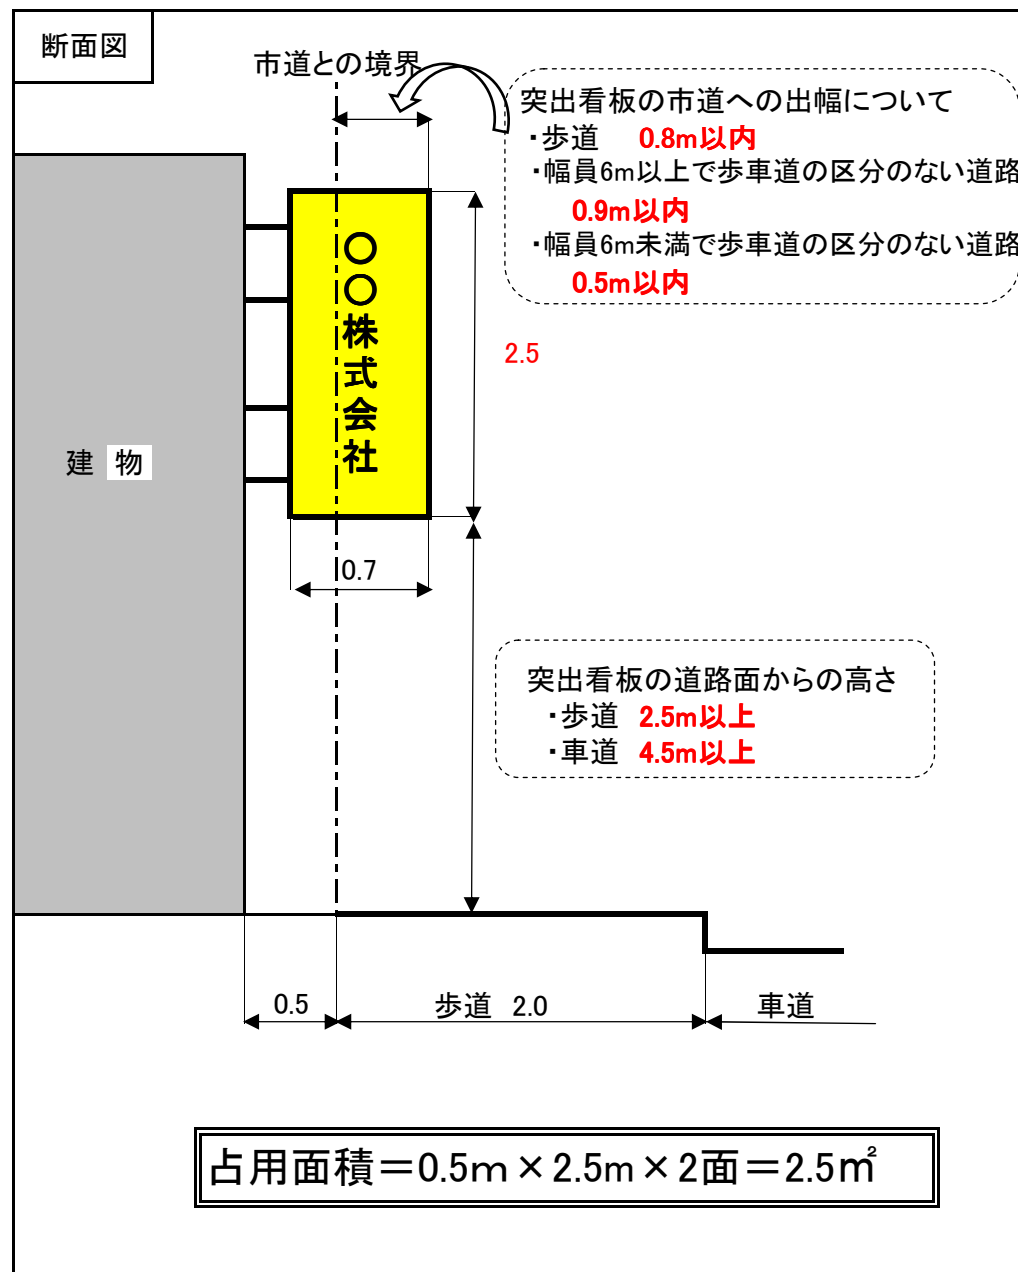 断面図
市道との境界
突出看板の市道への出幅について
・歩道 0.8m以内
・幅員6m以上で歩車道の区分のない道路
0.9m以内
・幅員6m未満で歩車道の区分のない道路
0.5m以内
〇〇株式会社
2.5
建 物
0.7
突出看板の道路面からの高さ
・歩道 2.5m以上
・車道 4.5m以上
0.5
歩道 2.0
車道
占用面積＝0.5ｍ×2.5ｍ×2面＝2.5㎡